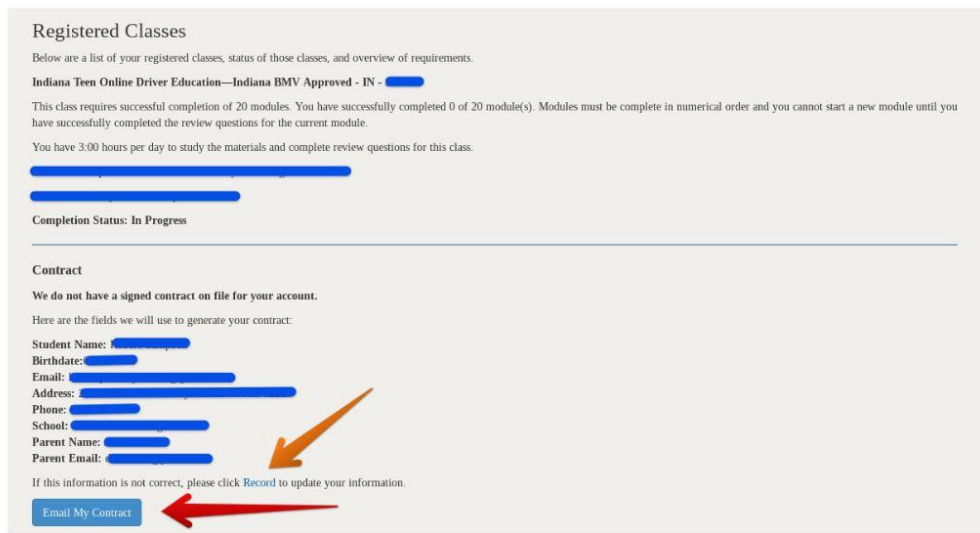 Registered Classes
Below are a list of your registered classes, status of those classes, and overview of requirements.
Indiana Teen Online Driver Education—Indiana BMV Approved - IN -
This class requires successful completion of 20 modules. You have successfully completed 0 of 20 module(s). Modules must be complete in numerical order and you cannot start a new module until you
have successfully completed the review questions for the current module.
You have 3:00 hours per day to study the materials and complete review questions for this class.
Completion Status: In Progress
Contract
We do not have a signed contract on file for your account.
Here are the fields we will use to generate your contract:
Student Name:
Birthdate:
Email:
Address:
Phone:
School:
Parent Name:
Parent Email:
If this information is not correct, please click Record to update your information.
Email My Contract